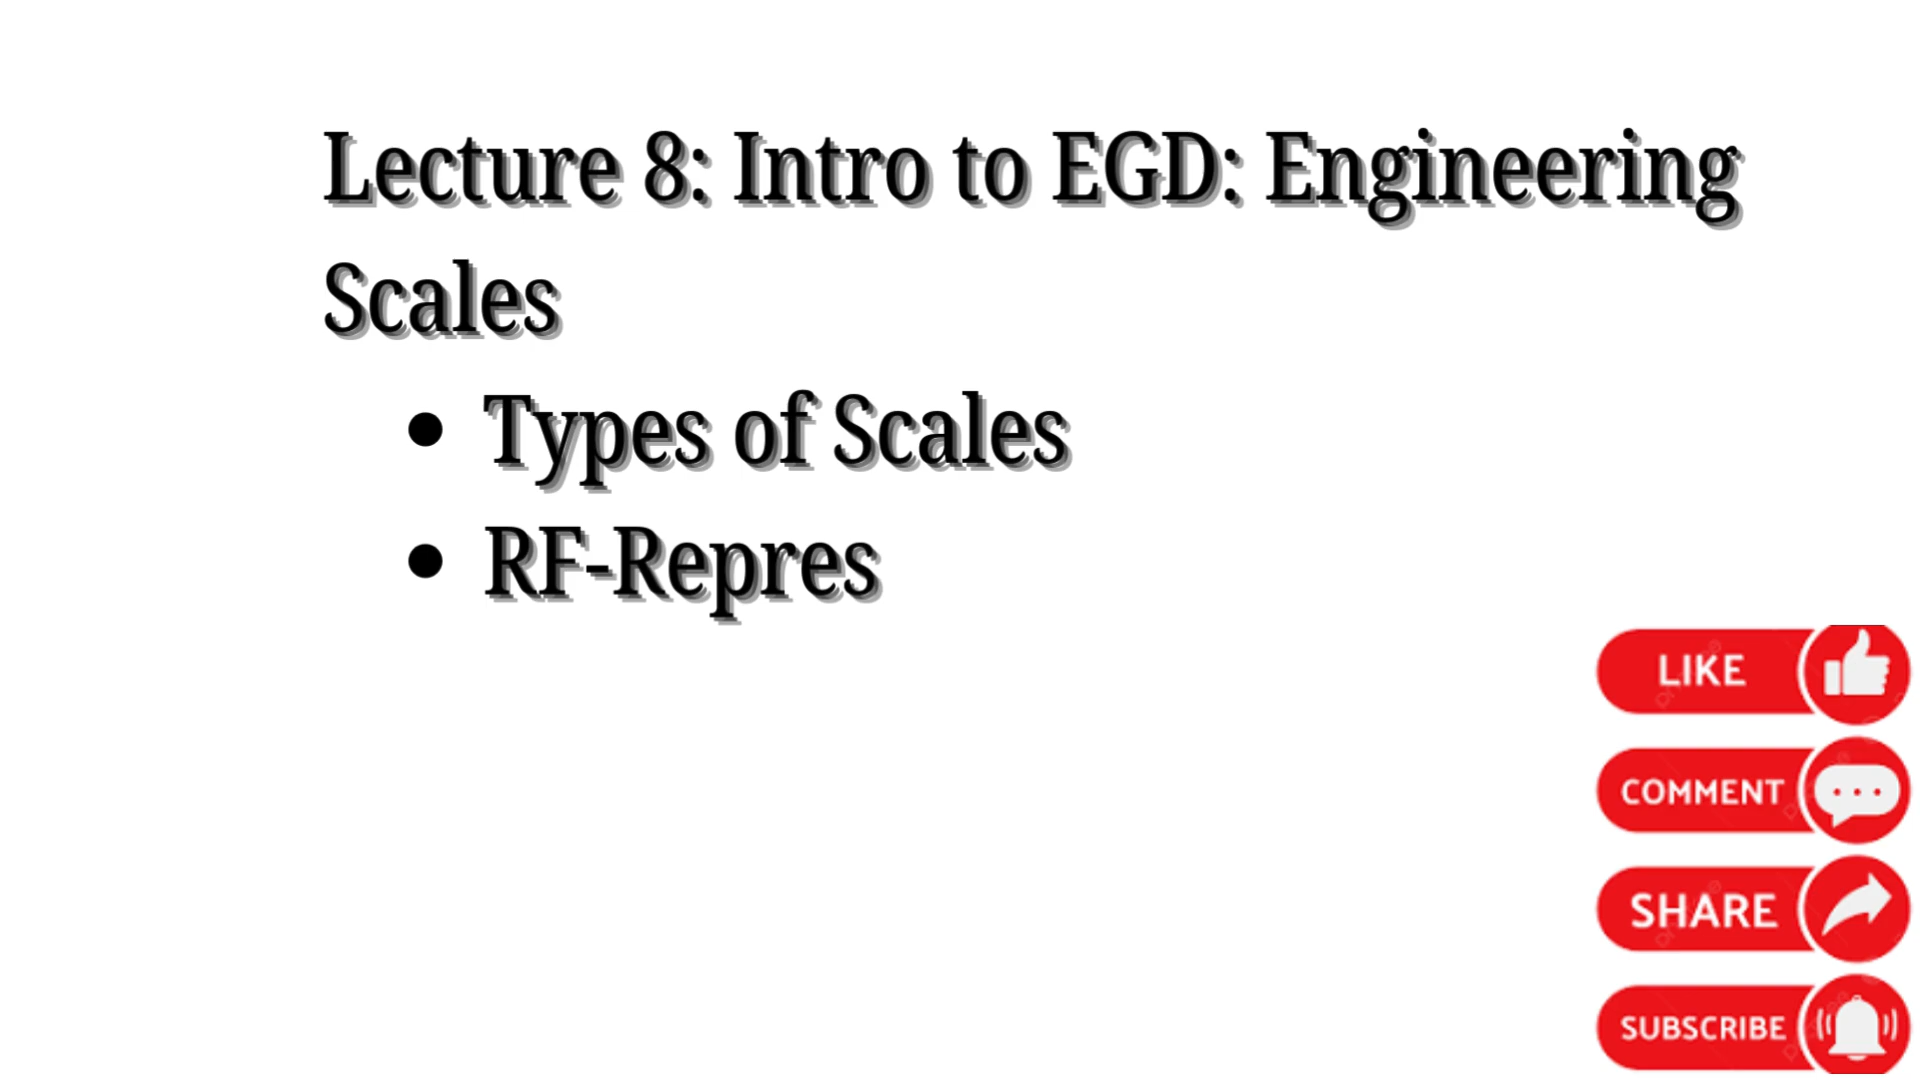 Lecture 8: Intro to EGD: Engineering
Scales
• Types of Scales
• RF-Repres
LIKE
COMMENT
SHARE
SUBSCRIBE